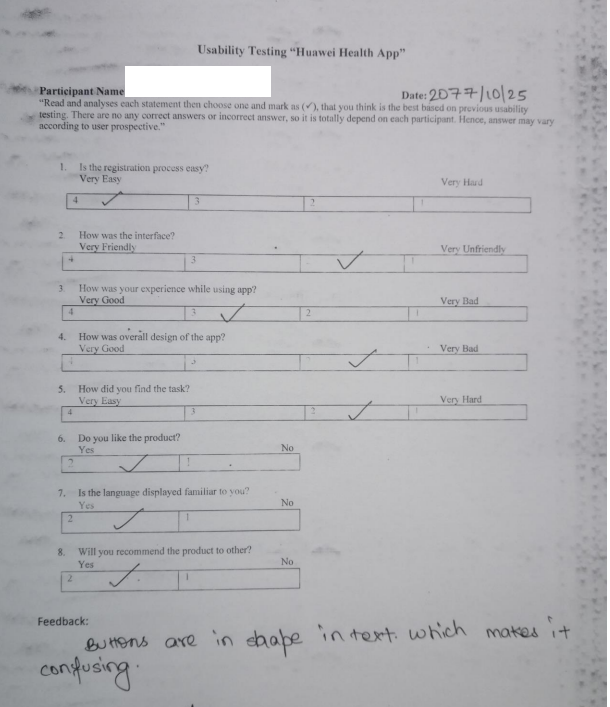 Usability Testing "Huawei Health App"
Participant Name
Date: 2077/10/25
"Read and analyses each statement then choose one and mark as (✓), that you think is the best based on previous usability
testing. There are no any correct answers or incorrect answer, so it is totally depend on each participant. Hence, answer may vary
according to user prospective."
1. Is the registration process easy?
Very Easy Very Hard
4 ✓ 3 2 1
2. How was the interface?
Very Friendly Very Unfriendly
4 3 ✓ 1
3. How was your experience while using app?
Very Good Very Bad
4 3 ✓ 2 1
4. How was overall design of the app?
Very Good Very Bad
3 ✓ 1
5. How did you find the task?
Very Easy Very Hard
4 3 2 ✓ 1
6. Do you like the product?
Yes No
2 ✓ 1
7. Is the language displayed familiar to you?
Yes No
2 ✓ 1
8. Will you recommend the product to other?
Yes No
2 ✓ 1
Feedback:
Buttons are in shape in text. which makes it
confusing.